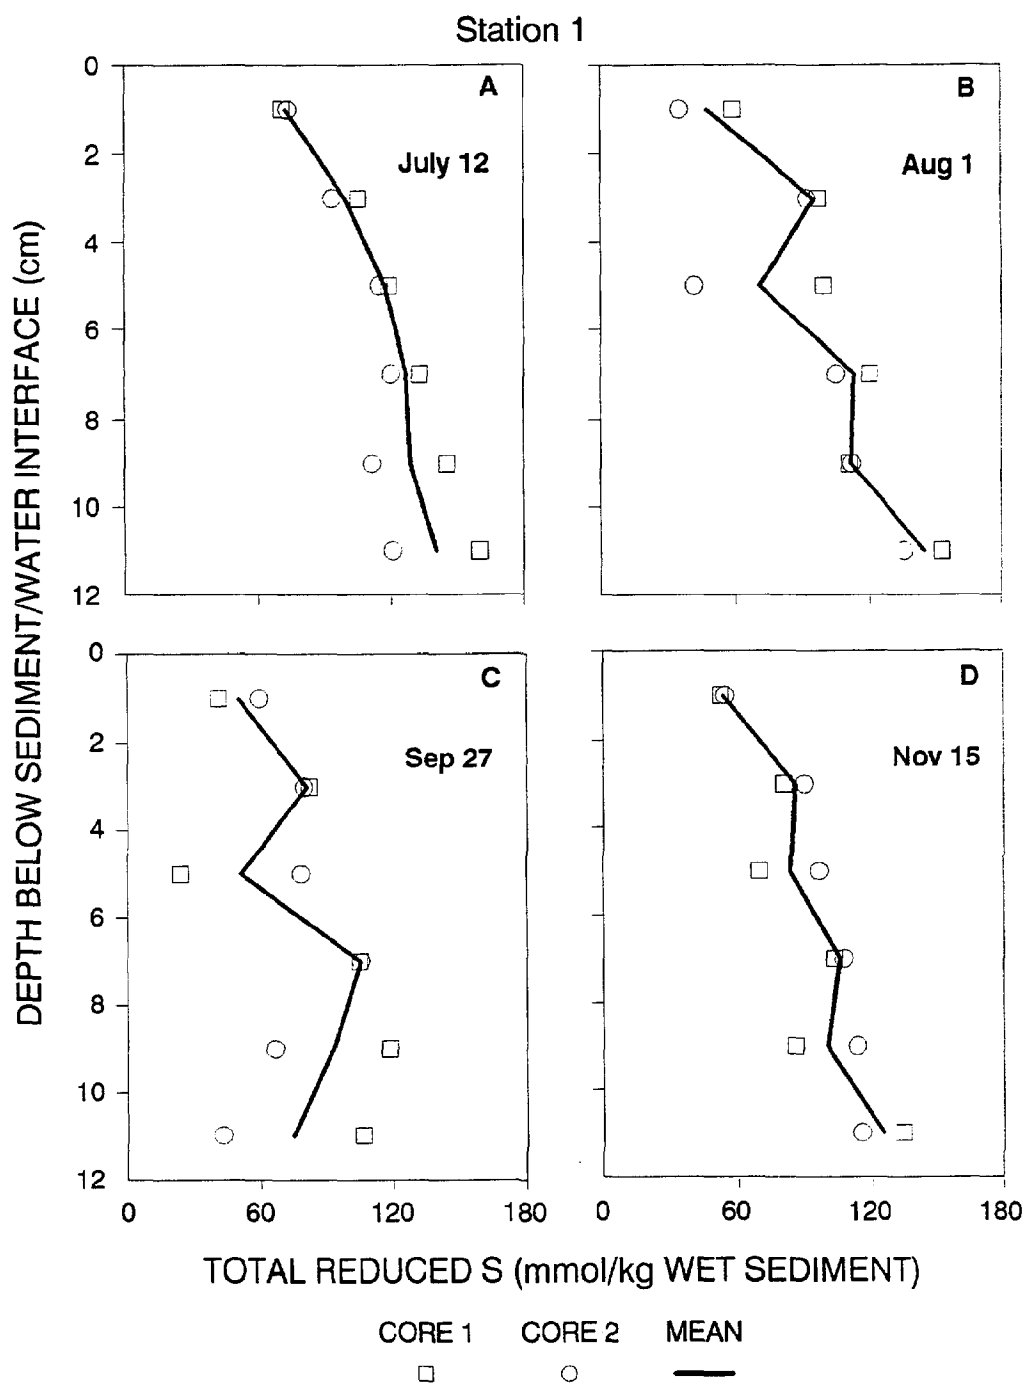 Station 1
A
July 12
0
2
4
6
8
10
12
B
Aug 1
C
Sep 27
0
2
4
6
8
10
12
0 60 120 180
D
Nov 15
0 60 120 180
DEPTH BELOW SEDIMENT/WATER INTERFACE (cm)
TOTAL REDUCED S (mmol/kg WET SEDIMENT)
CORE 1 CORE 2 MEAN